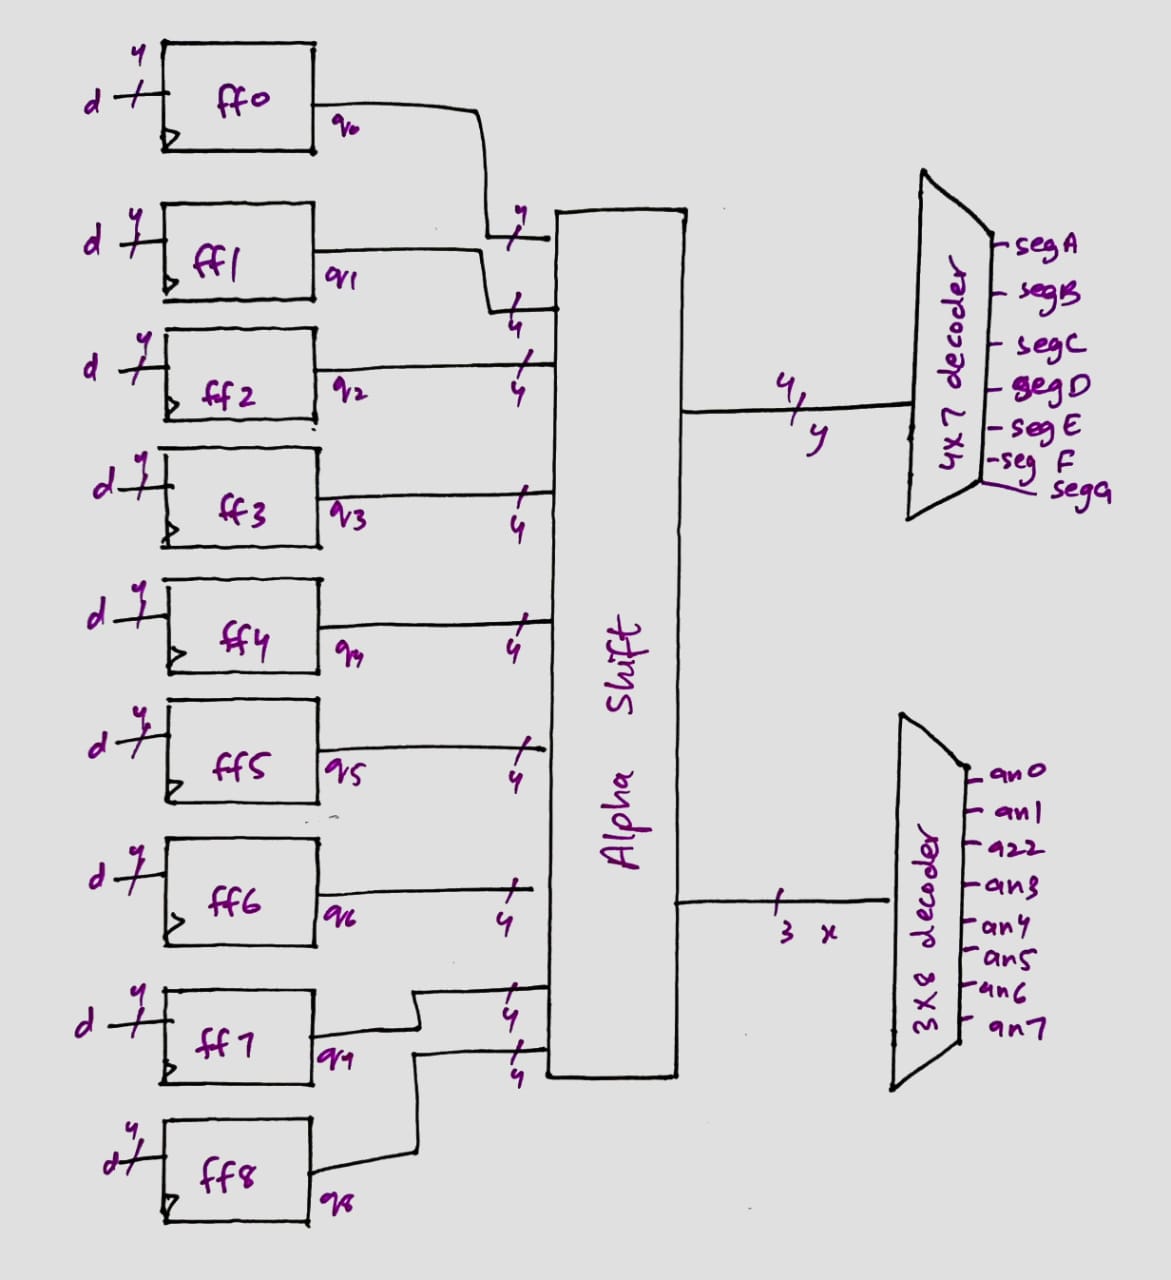 4
d
ff0
q0
4
4
d
ff1
q1
4
4
d
ff2
q2
4
4
d
ff3
q3
4
4
d
ff4
q4
4
4
d
ff5
q5
4
4
d
ff6
q6
4
4
d
ff7
q7
4
4
4
d
ff8
q8
Alpha Shift
4
y
4x7 decoder
segA
segB
segC
segD
segE
seg F
segG
3 x
3x8 decoder
an0
an1
a22
an3
an4
an5
an6
an7